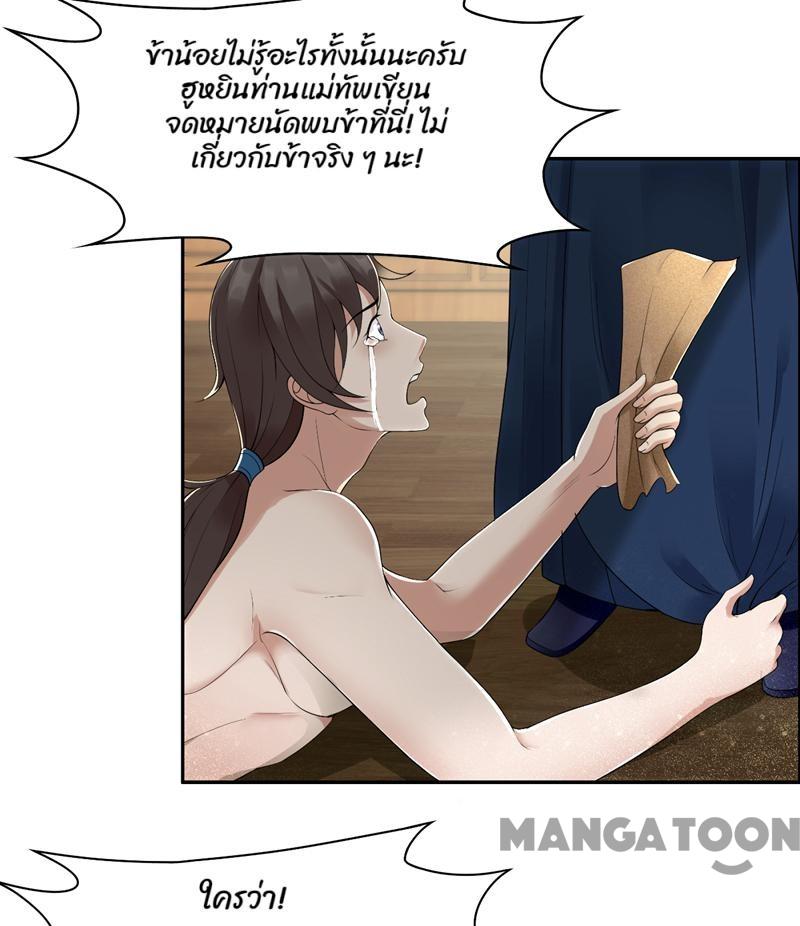 ข้าน้อยไม่รู้อะไรทั้งนั้นนะครับ
ฮูหยินท่านแม่ทัพเขียน
จดหมายนัดพบข้าที่นี่! ไม่
เกี่ยวกับข้าจริง ๆ นะ!
MANGATOON
ใครว่า!